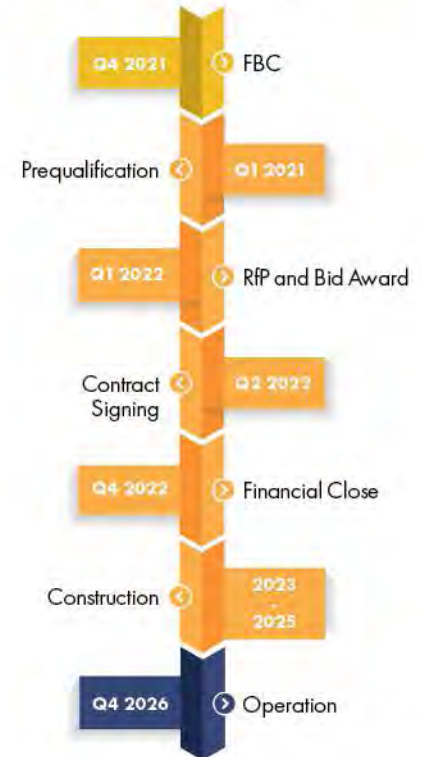 Q4 2021
FBC
Prequalification
Q1 2021
Q1 2022
RfP and Bid Award
Contract
Signing
Q2 2022
Q4 2022
Financial Close
Construction
2023
-
2025
Q4 2026
Operation